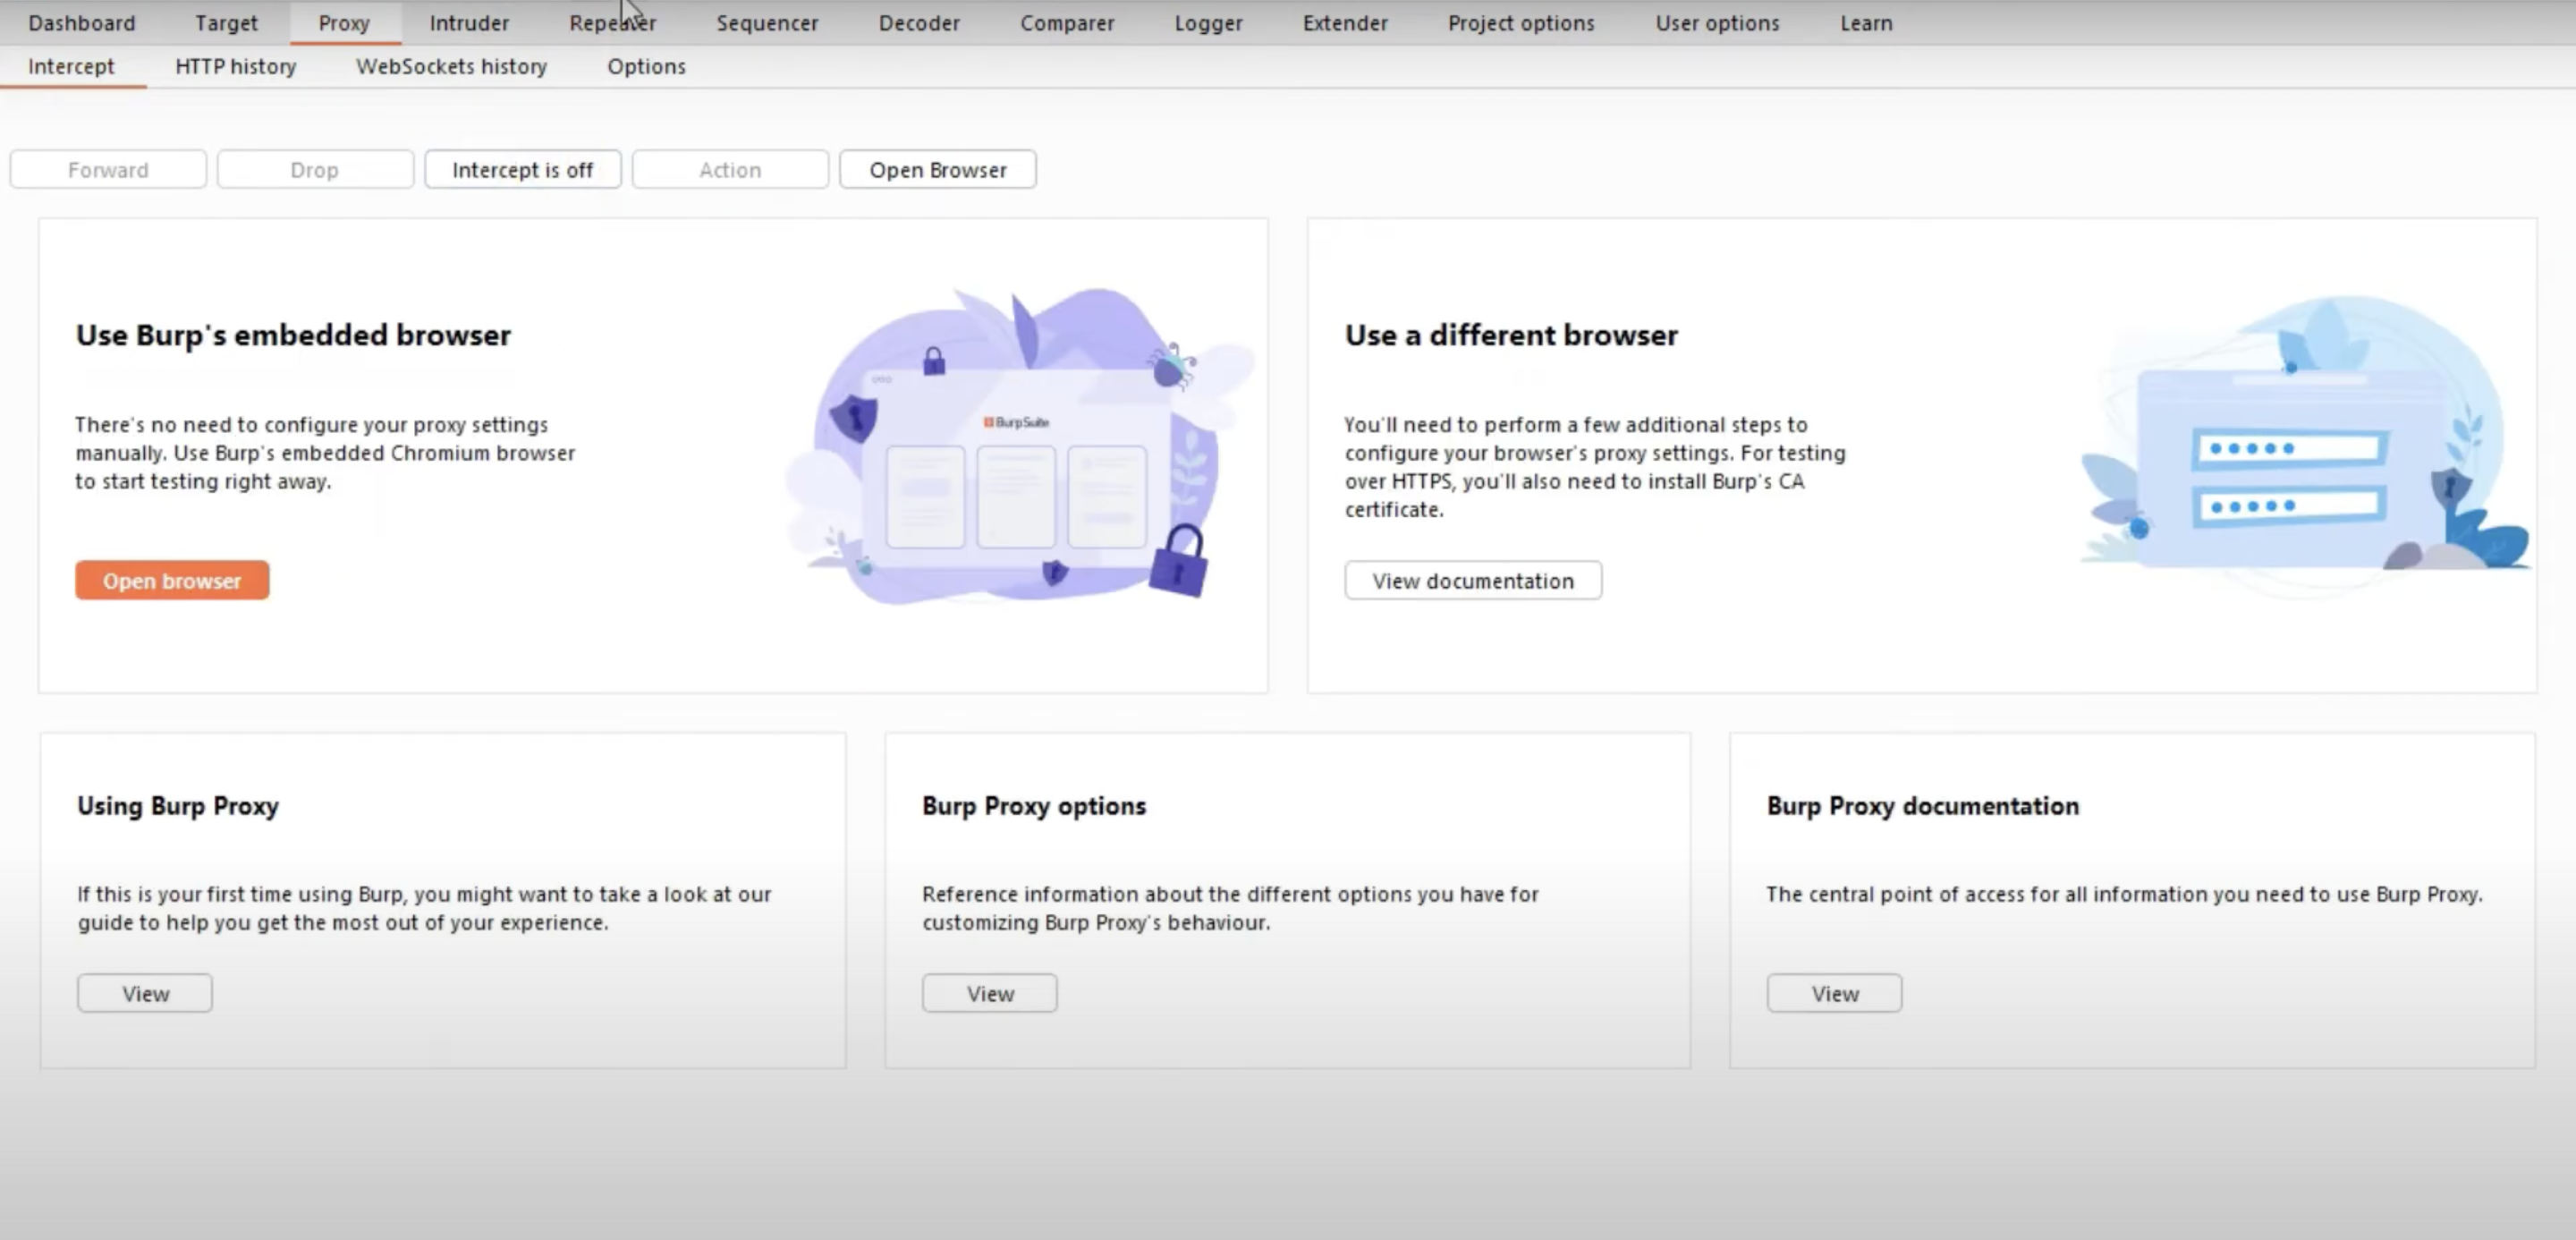 Dashboard Target Proxy Intruder Repeater Sequencer Decoder Comparer Logger Extender Project options User options Learn
Intercept HTTP history WebSockets history Options
Forward Drop Intercept is off Action Open Browser
Use Burp's embedded browser
There's no need to configure your proxy settings
manually. Use Burp's embedded Chromium browser
to start testing right away.
Open browser
BurpSuite
Use a different browser
You'll need to perform a few additional steps to
configure your browser's proxy settings. For testing
over HTTPS, you'll also need to install Burp's CA
certificate.
View documentation
Using Burp Proxy
If this is your first time using Burp, you might want to take a look at our
guide to help you get the most out of your experience.
View
Burp Proxy options
Reference information about the different options you have for
customizing Burp Proxy's behaviour.
View
Burp Proxy documentation
The central point of access for all information you need to use Burp Proxy.
View